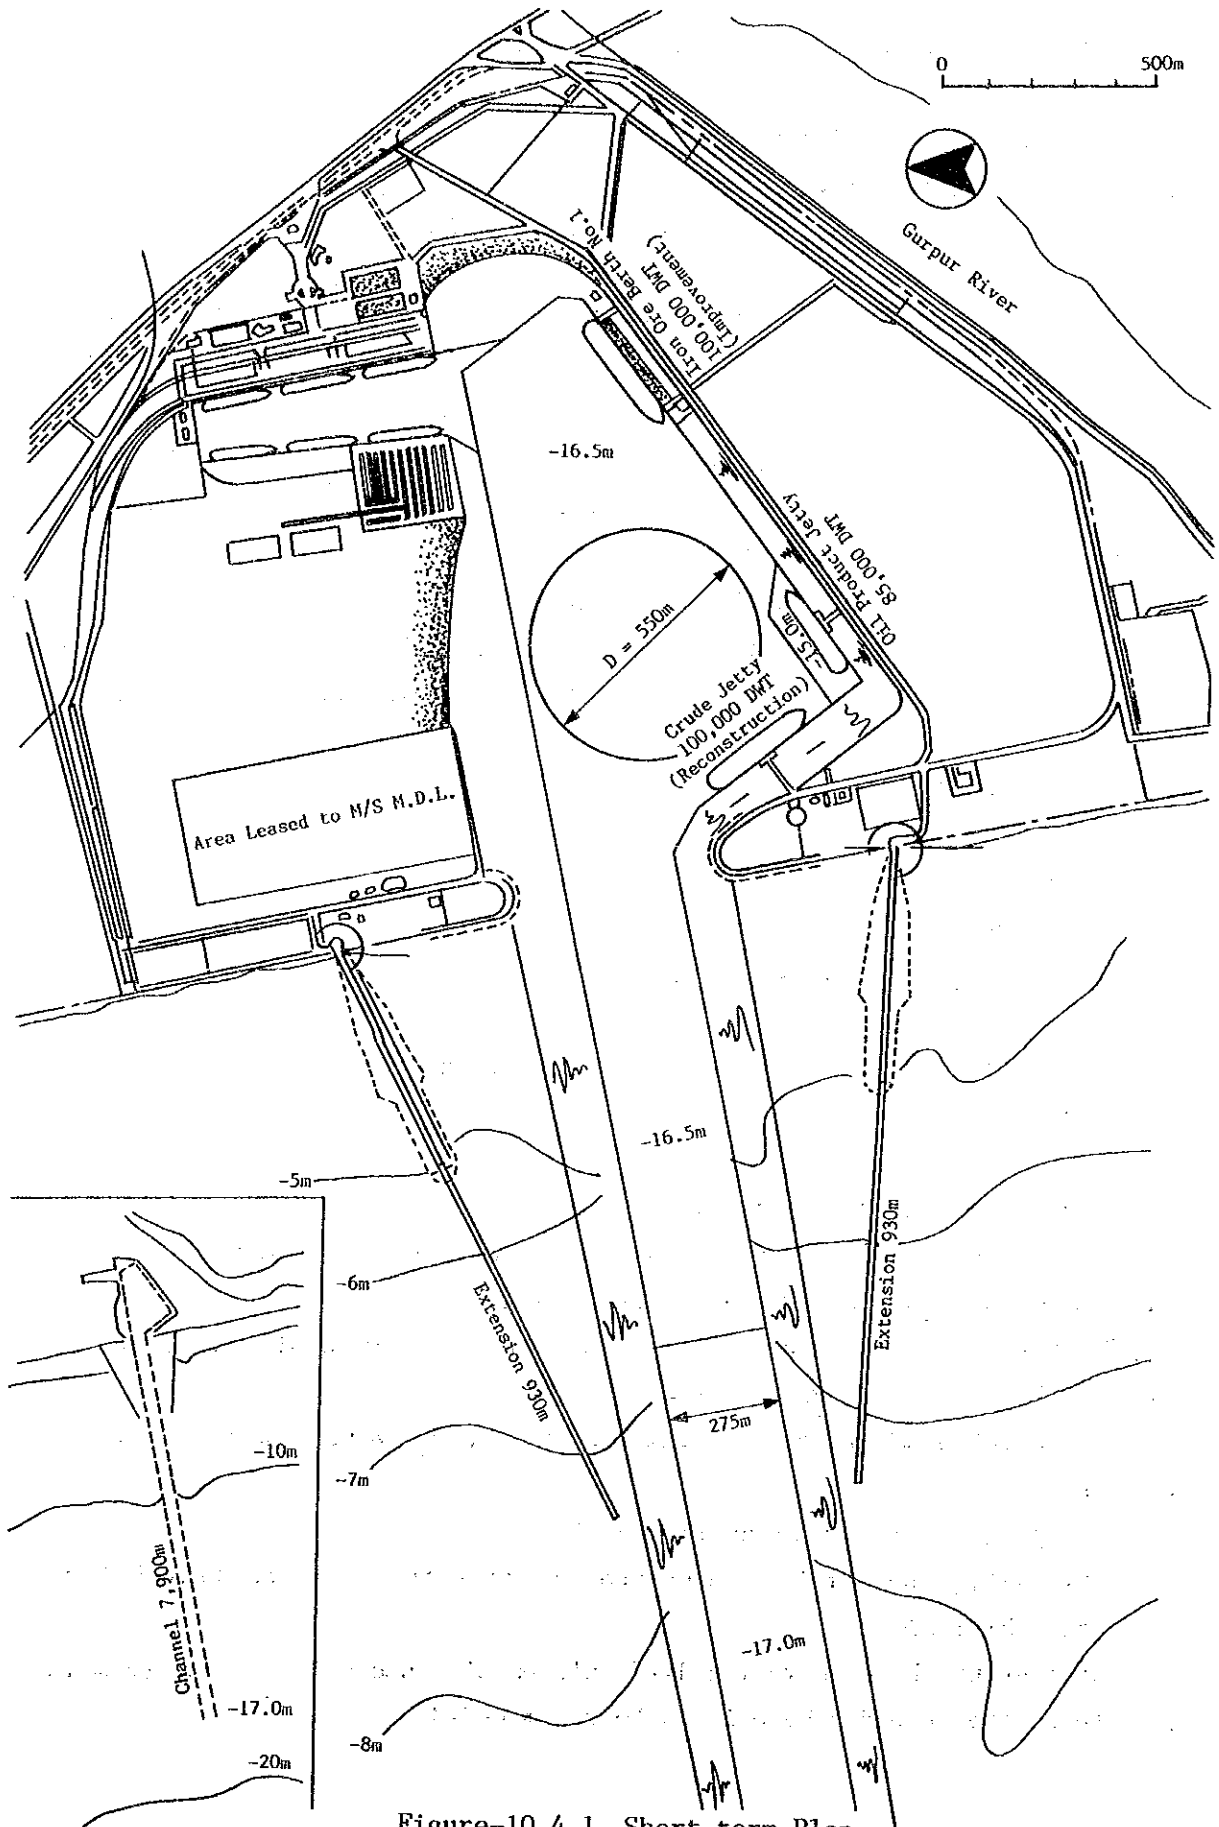 0 500m
Gurpur River
Iron Ore Berth No.1
100,000 DWT
(Improvement)
-16.5m
Oil Product Jetty
85,000 DWT
D = 550m
-15.0m
Crude Jetty
100,000 DWT
(Reconstruction)
Area Leased to M/S M.D.L.
-16.5m
-5m
-6m
Extension 930m
Extension 930m
275m
-7m
-10m
Channel 7,900m
-17.0m
-17.0m
-8m
-20m
Figure-10.4.1 Short-term Plan